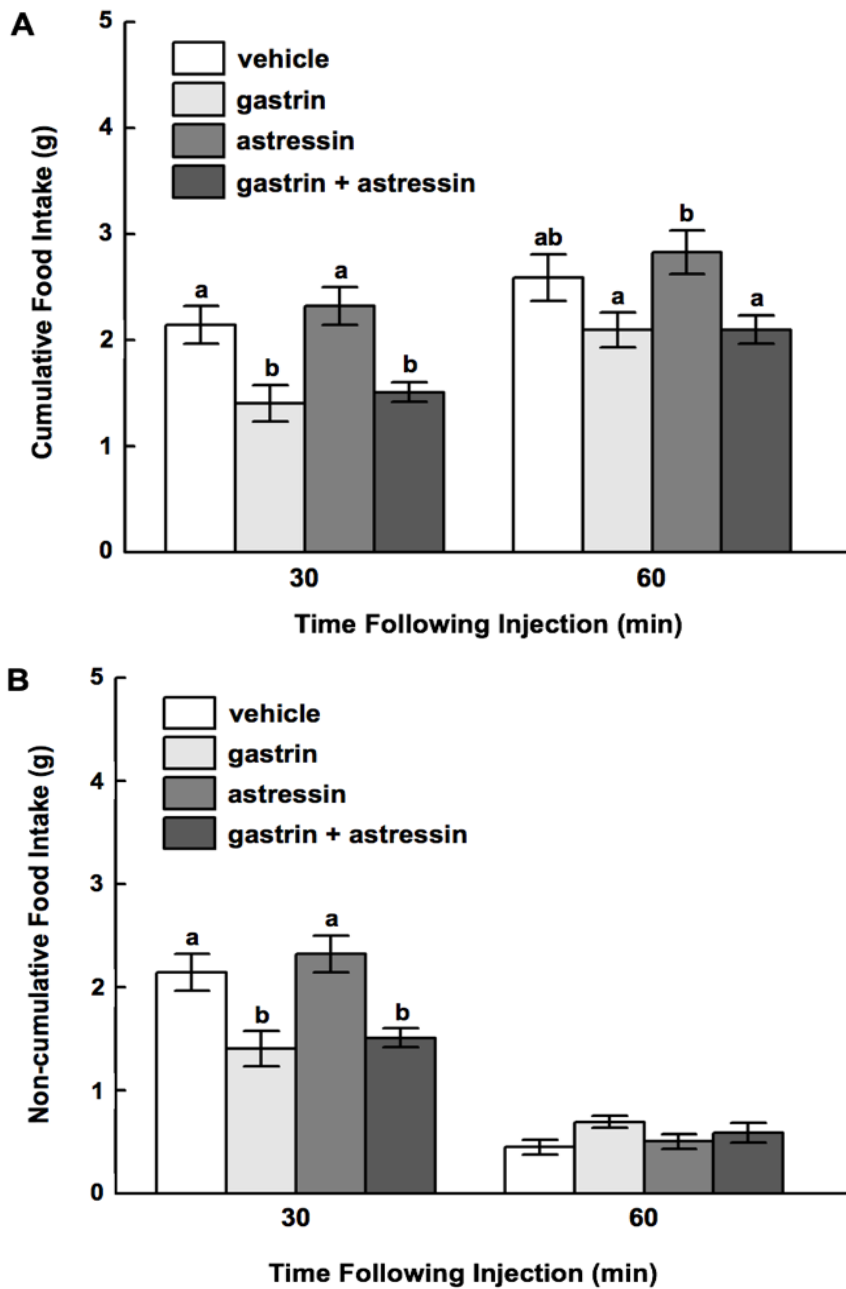 A
5
4
3
2
1
0
Cumulative Food Intake (g)
vehicle
gastrin
astressin
gastrin + astressin
a
b
a
b
ab
a
b
a
30
60
Time Following Injection (min)
B
5
4
3
2
1
0
Non-cumulative Food Intake (g)
vehicle
gastrin
astressin
gastrin + astressin
a
b
a
b
30
60
Time Following Injection (min)